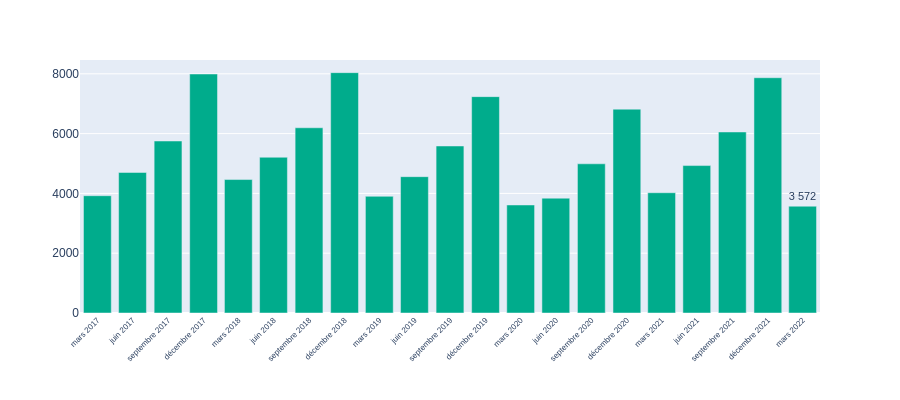 8000
6000
4000
2000
0
3 572
mars 2017
juin 2017
septembre 2017
décembre 2017
mars 2018
juin 2018
septembre 2018
décembre 2018
mars 2019
juin 2019
septembre 2019
décembre 2019
mars 2020
juin 2020
septembre 2020
décembre 2020
mars 2021
juin 2021
septembre 2021
décembre 2021
mars 2022